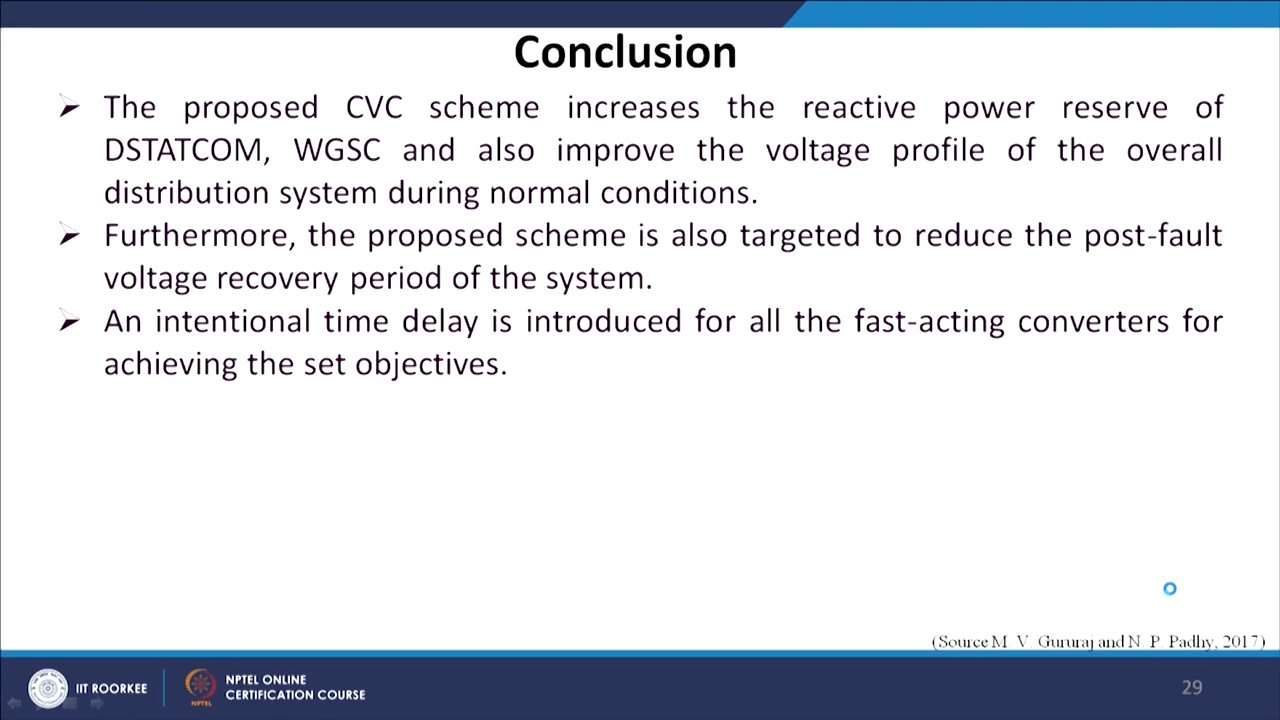 Conclusion
The proposed CVC scheme increases the reactive power reserve of
DSTATCOM, WGSC and also improve the voltage profile of the overall
distribution system during normal conditions.
Furthermore, the proposed scheme is also targeted to reduce the post-fault
voltage recovery period of the system.
An intentional time delay is introduced for all the fast-acting converters for
achieving the set objectives.
(Source M. V. Gururaj and N. P. Padhy, 2017)
IIT ROORKEE
NPTEL
NPTEL ONLINE
CERTIFICATION COURSE
29